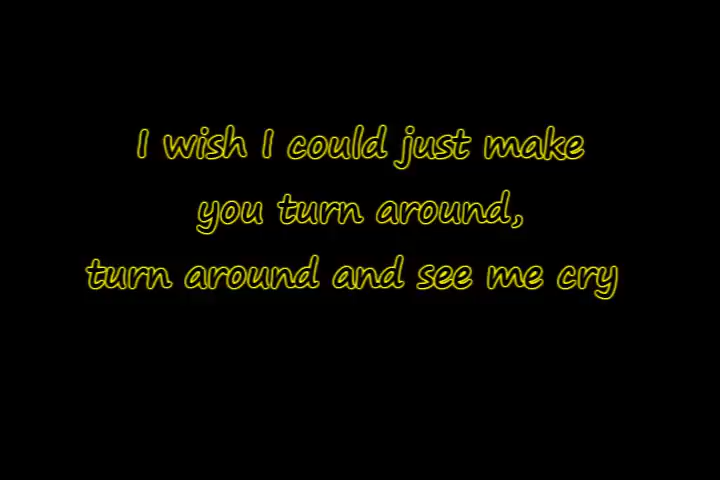 I wish I could just make
you turn around,
turn around and see me cry